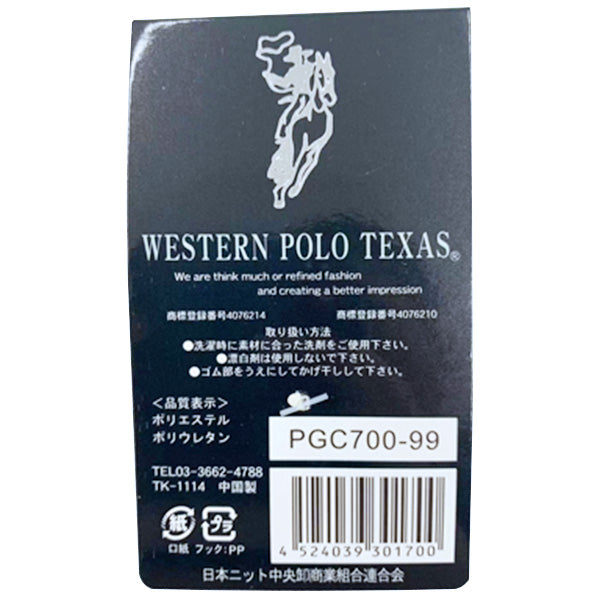 WESTERN POLO TEXAS®
We are think much or refined fashion
and creating a better impression
商標登録番号4076214 商標登録番号4076210
取り扱い方法
●洗濯時に素材に合った洗剤をご使用下さい。
●漂白剤は使用しないで下さい。
●ゴム部をうえにしてかげ干しして下さい。
＜品質表示＞
ポリエステル
ポリウレタン
PGC700-99
TEL03-3662-4788
TK-1114 中国製
紙 プラ
口紙 フック:PP
4 524039 301700
日本ニット中央卸商業組合連合会